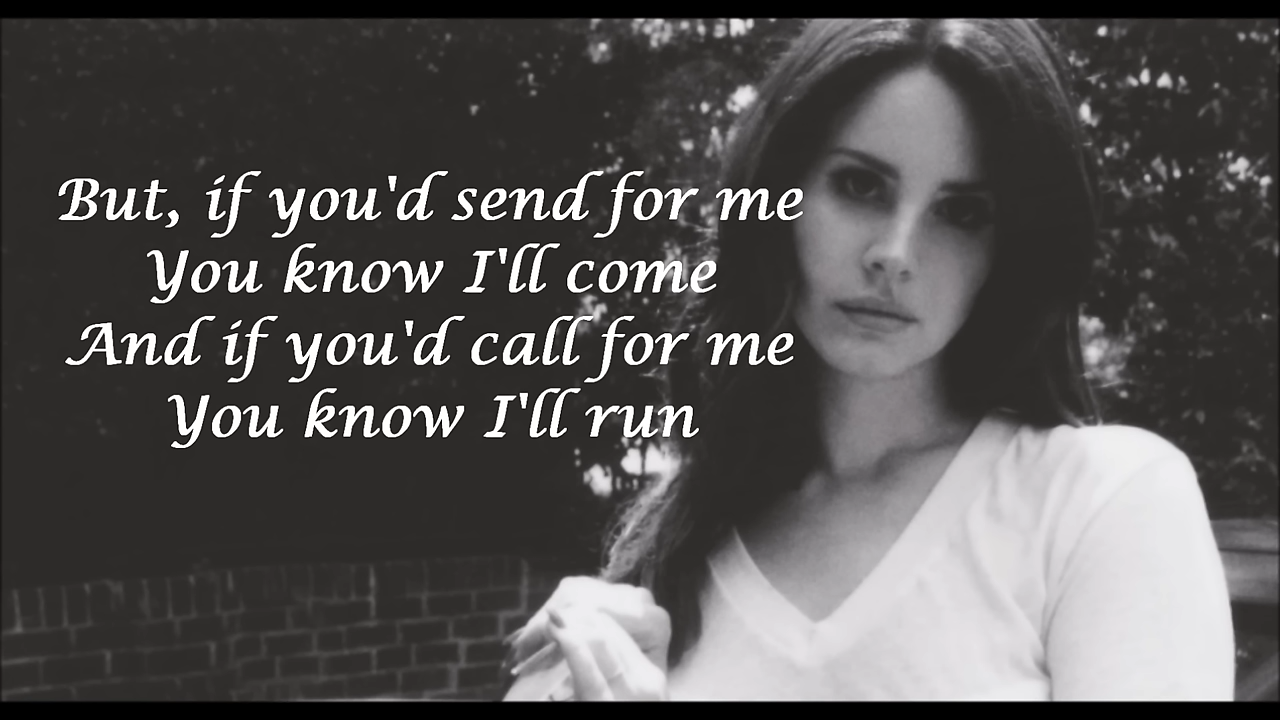 But, if you'd send for me
You know I'll come
And if you'd call for me
You know I'll run